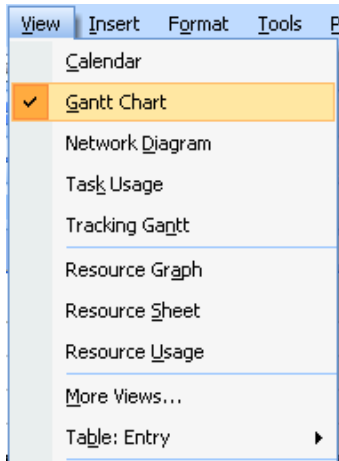 View Insert Format Tools P
Calendar
Gantt Chart
Network Diagram
Task Usage
Tracking Gantt
Resource Graph
Resource Sheet
Resource Usage
More Views...
Table: Entry